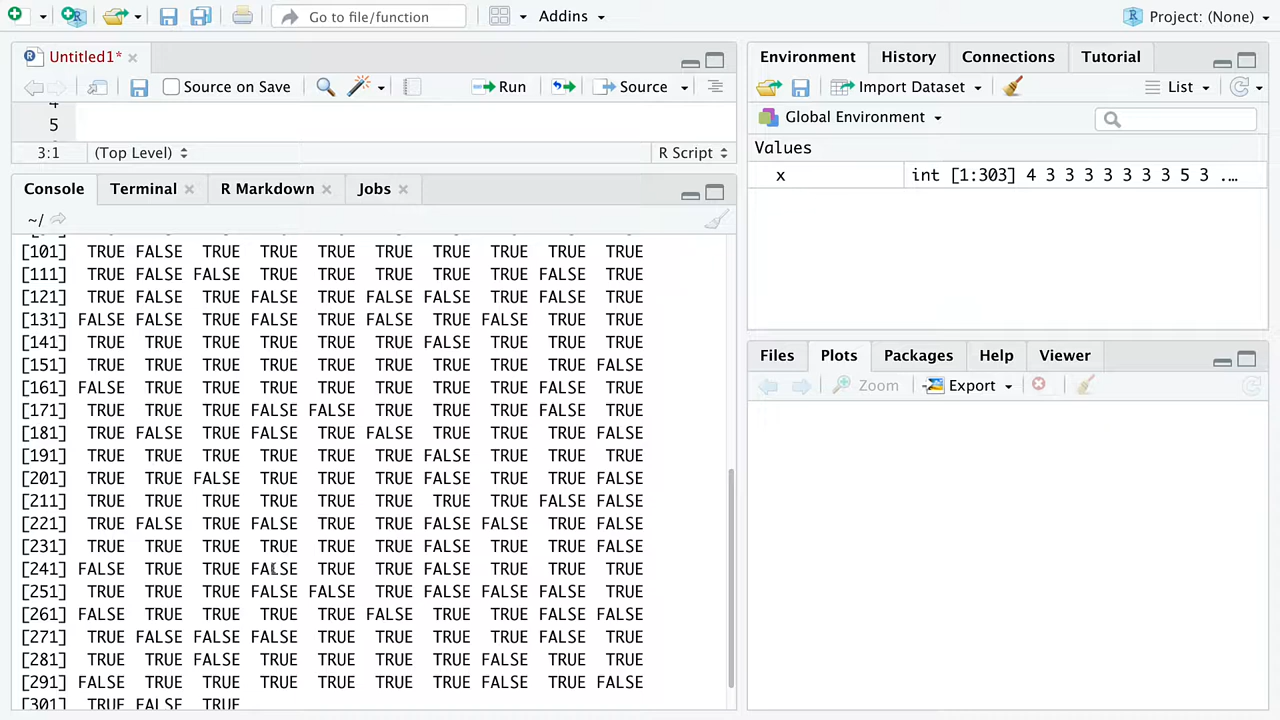 Go to file/function
Addins
Project: (None)
Untitled1*
Source on Save
Run
Source
5
3:1
(Top Level)
R Script
Console
Terminal
R Markdown
Jobs
~/
[101] TRUE FALSE TRUE TRUE TRUE TRUE TRUE TRUE TRUE TRUE
[111] TRUE FALSE FALSE TRUE TRUE TRUE TRUE TRUE FALSE TRUE
[121] TRUE FALSE TRUE FALSE TRUE FALSE FALSE TRUE FALSE TRUE
[131] FALSE FALSE TRUE FALSE TRUE FALSE TRUE FALSE TRUE TRUE
[141] TRUE TRUE TRUE TRUE TRUE TRUE FALSE TRUE TRUE TRUE
[151] TRUE TRUE TRUE TRUE TRUE TRUE TRUE TRUE TRUE FALSE
[161] FALSE TRUE TRUE TRUE TRUE TRUE TRUE TRUE FALSE TRUE
[171] TRUE TRUE TRUE FALSE FALSE TRUE TRUE TRUE FALSE TRUE
[181] TRUE FALSE TRUE FALSE TRUE FALSE TRUE TRUE TRUE FALSE
[191] TRUE TRUE TRUE TRUE TRUE TRUE FALSE TRUE TRUE TRUE
[201] TRUE TRUE FALSE TRUE TRUE TRUE FALSE TRUE TRUE FALSE
[211] TRUE TRUE TRUE TRUE TRUE TRUE TRUE TRUE FALSE FALSE
[221] TRUE FALSE TRUE FALSE TRUE TRUE FALSE FALSE TRUE FALSE
[231] TRUE TRUE TRUE TRUE TRUE TRUE FALSE TRUE TRUE FALSE
[241] FALSE TRUE TRUE FALSE TRUE TRUE FALSE TRUE TRUE TRUE
[251] TRUE TRUE TRUE FALSE FALSE TRUE FALSE FALSE FALSE TRUE
[261] FALSE TRUE TRUE TRUE TRUE FALSE TRUE TRUE FALSE FALSE
[271] TRUE FALSE FALSE FALSE TRUE TRUE TRUE TRUE FALSE TRUE
[281] TRUE TRUE FALSE TRUE TRUE TRUE TRUE FALSE TRUE TRUE
[291] FALSE TRUE TRUE TRUE TRUE TRUE TRUE FALSE TRUE FALSE
[301] TRUE FALSE TRUE
Environment
History
Connections
Tutorial
Import Dataset
List
Global Environment
Values
x int [1:303] 4 3 3 3 3 3 3 3 5 3 ...
Files
Plots
Packages
Help
Viewer
Zoom
Export